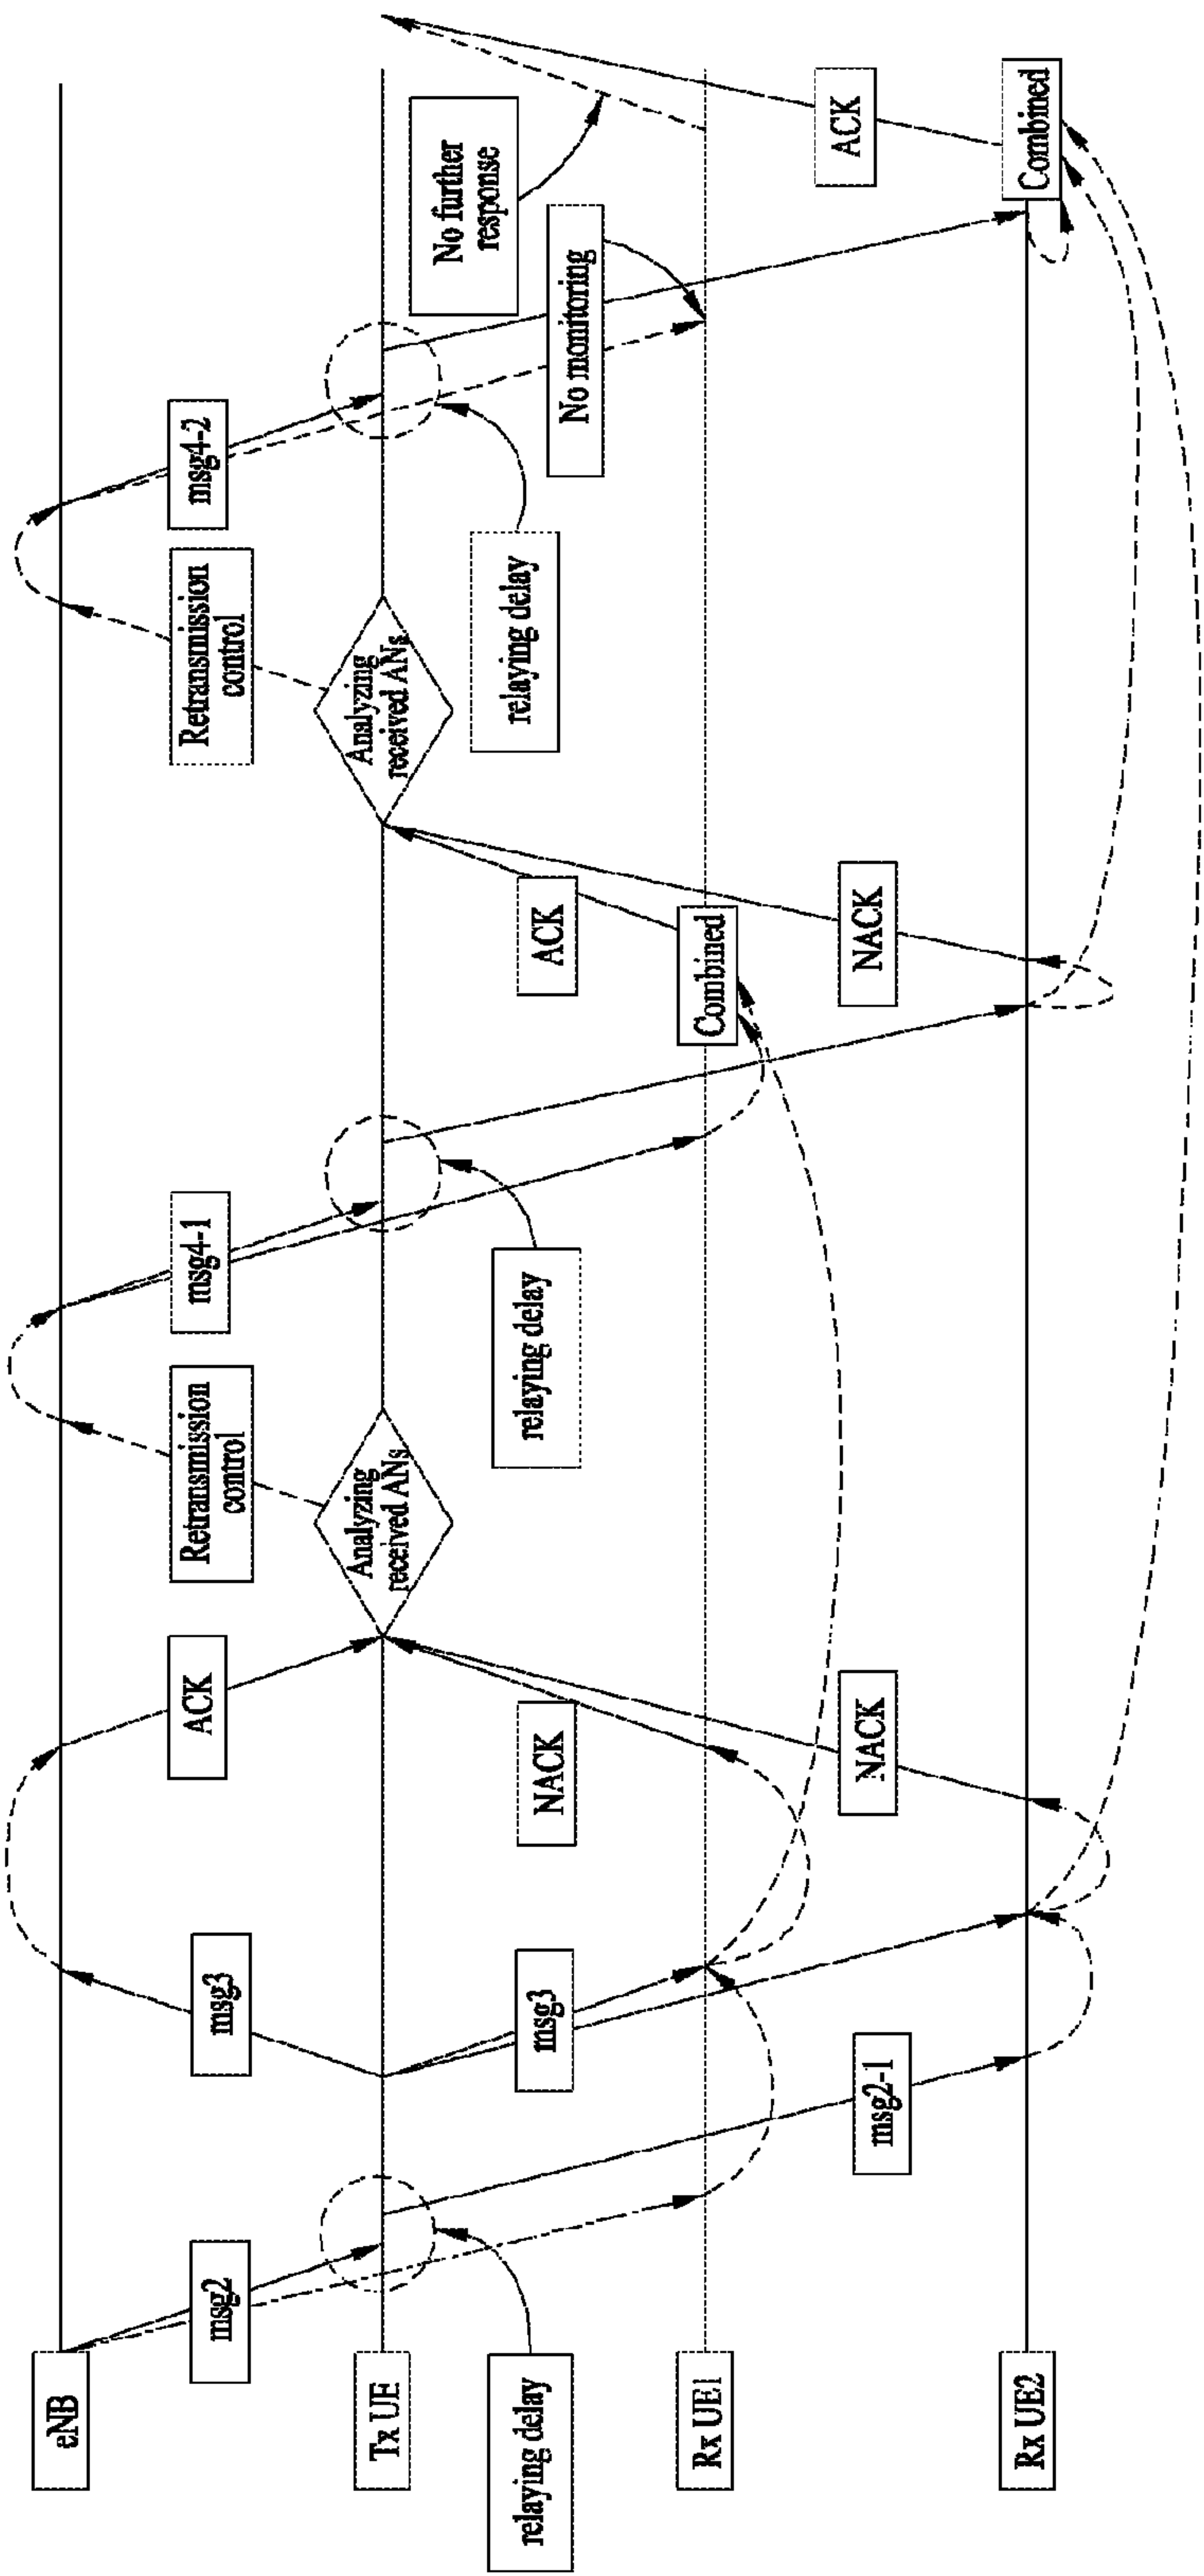 eNB
Tx UE
Rx UE1
Rx UE2
relaying delay
msg2
msg2-1
msg3
msg3
ACK
NACK
NACK
Analyzing
received ANs
Retransmission
control
msg4-1
relaying delay
Combined
ACK
NACK
Analyzing
received ANs
Retransmission
control
msg4-2
relaying delay
No monitoring
No further
response
ACK
Combined